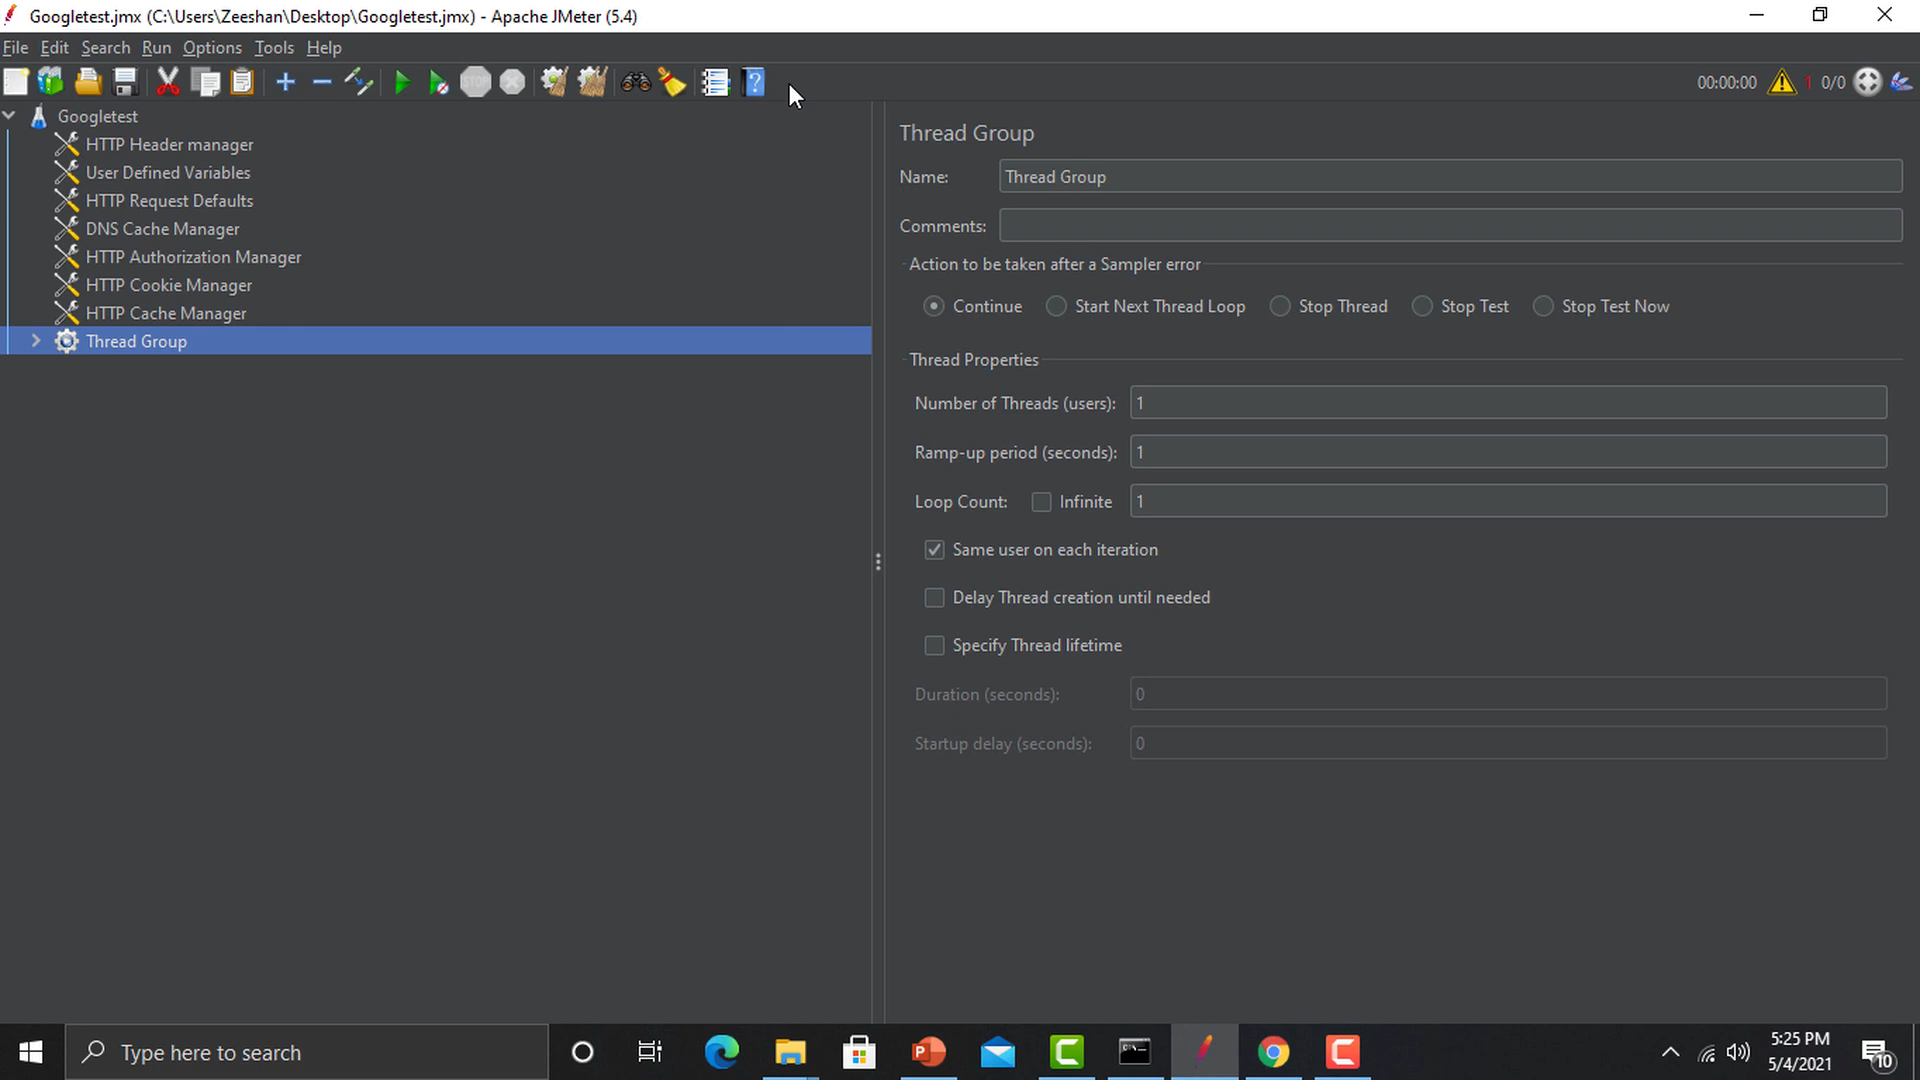 Googletest.jmx (C:\Users\Zeeshan\Desktop\Googletest.jmx) - Apache JMeter (5.4)
File Edit Search Run Options Tools Help
STOP ? 00:00:00 1 0/0
Googletest
HTTP Header manager
User Defined Variables
HTTP Request Defaults
DNS Cache Manager
HTTP Authorization Manager
HTTP Cookie Manager
HTTP Cache Manager
Thread Group
Thread Group
Name: Thread Group
Comments:
Action to be taken after a Sampler error
Continue Start Next Thread Loop Stop Thread Stop Test Stop Test Now
Thread Properties
Number of Threads (users): 1
Ramp-up period (seconds): 1
Loop Count: Infinite 1
Same user on each iteration
Delay Thread creation until needed
Specify Thread lifetime
Duration (seconds): 0
Startup delay (seconds): 0
Type here to search
5:25 PM
5/4/2021
10